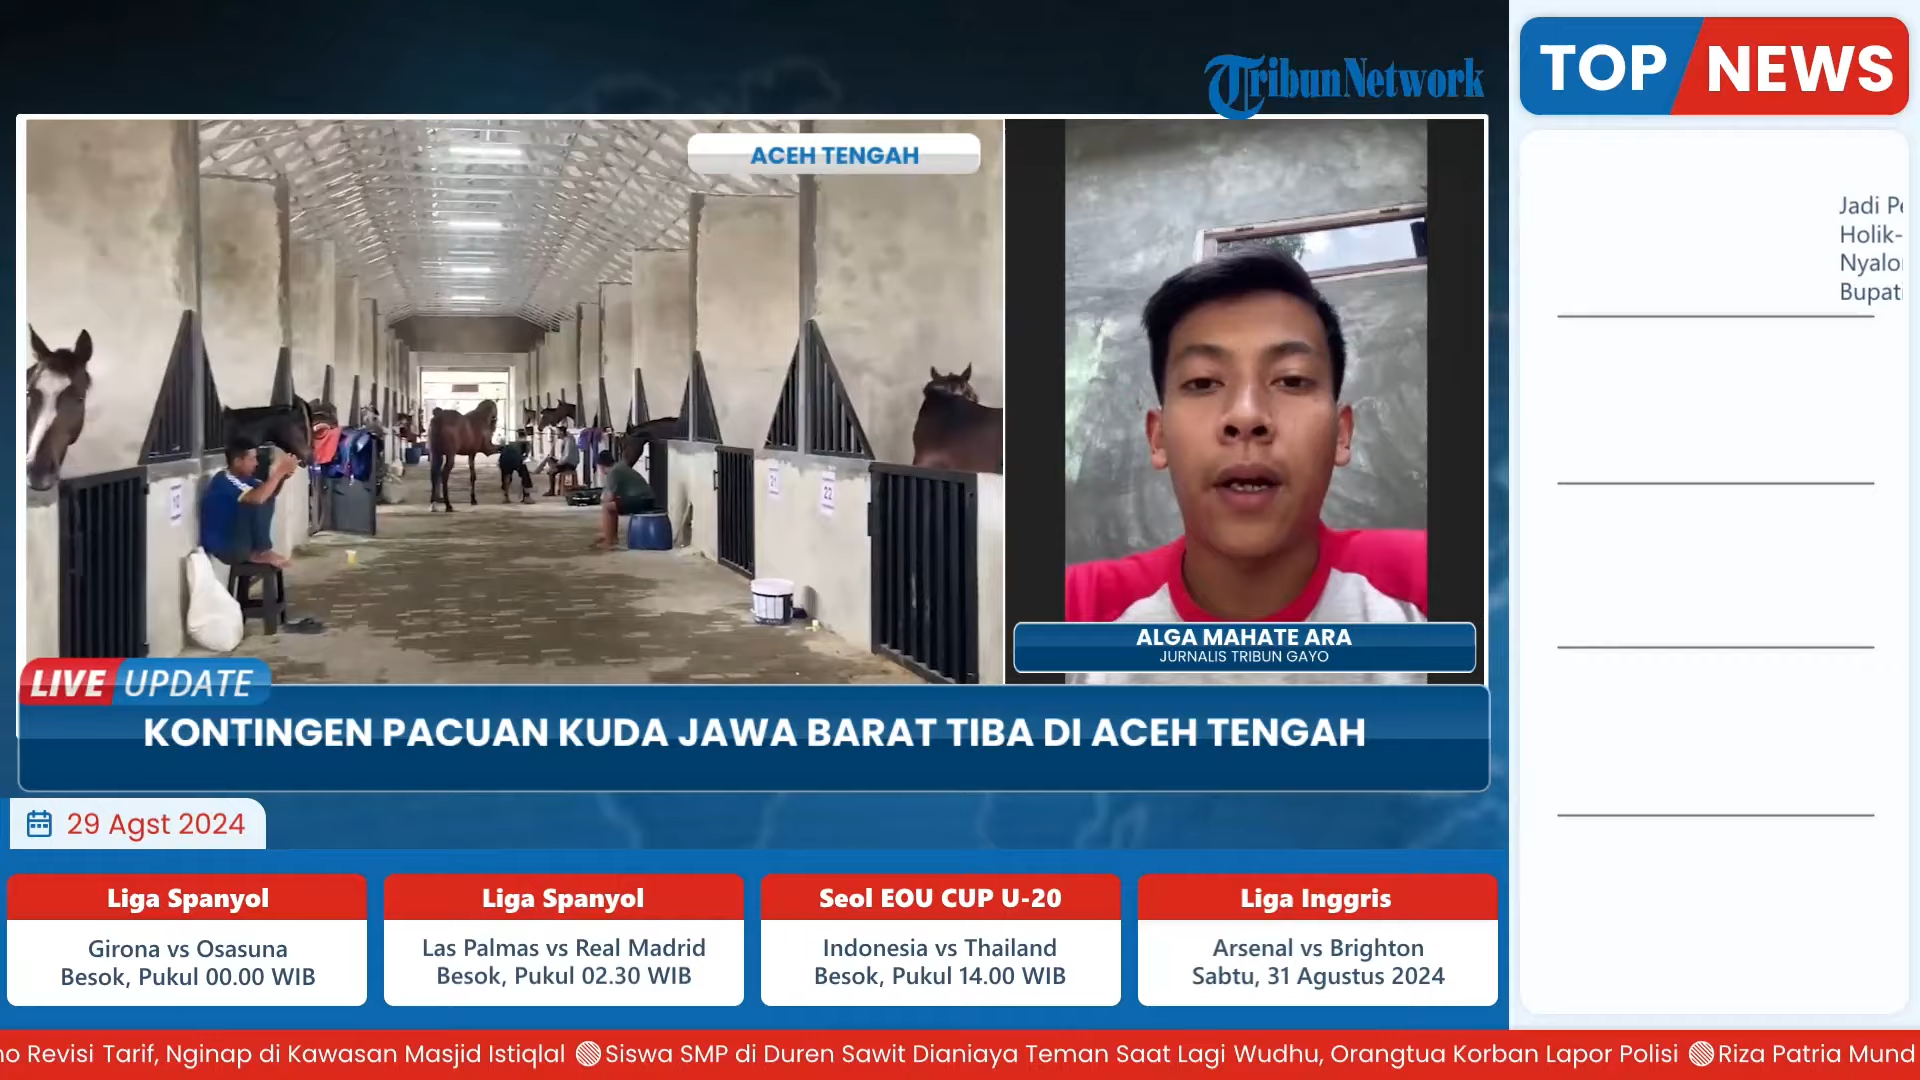 TribunNetwork
TOP NEWS
ACEH TENGAH
Jadi
Holik-
ALGA MAHATE ARA
JURNALIS TRIBUN GAYO
LIVE UPDATE
KONTINGEN PACUAN KUDA JAWA BARAT TIBA DI ACEH TENGAH
29 Agst 2024
Liga Spanyol
Girona vs Osasuna
Besok, Pukul 00.00 WIB
Liga Spanyol
Las Palmas vs Real Madrid
Besok, Pukul 02.30 WIB
Seol EOU CUP U-20
Indonesia vs Thailand
Besok, Pukul 14.00 WIB
Liga Inggris
Arsenal vs Brighton
Sabtu, 31 Agustus 2024
Revisi Tarif, Nginap di Kawasan Masjid Istiqlal Siswa SMP di Duren Sawit Dianiaya Teman Saat Lagi Wudhu, Orangtua Korban Lapor Polisi Riza Patria Mund